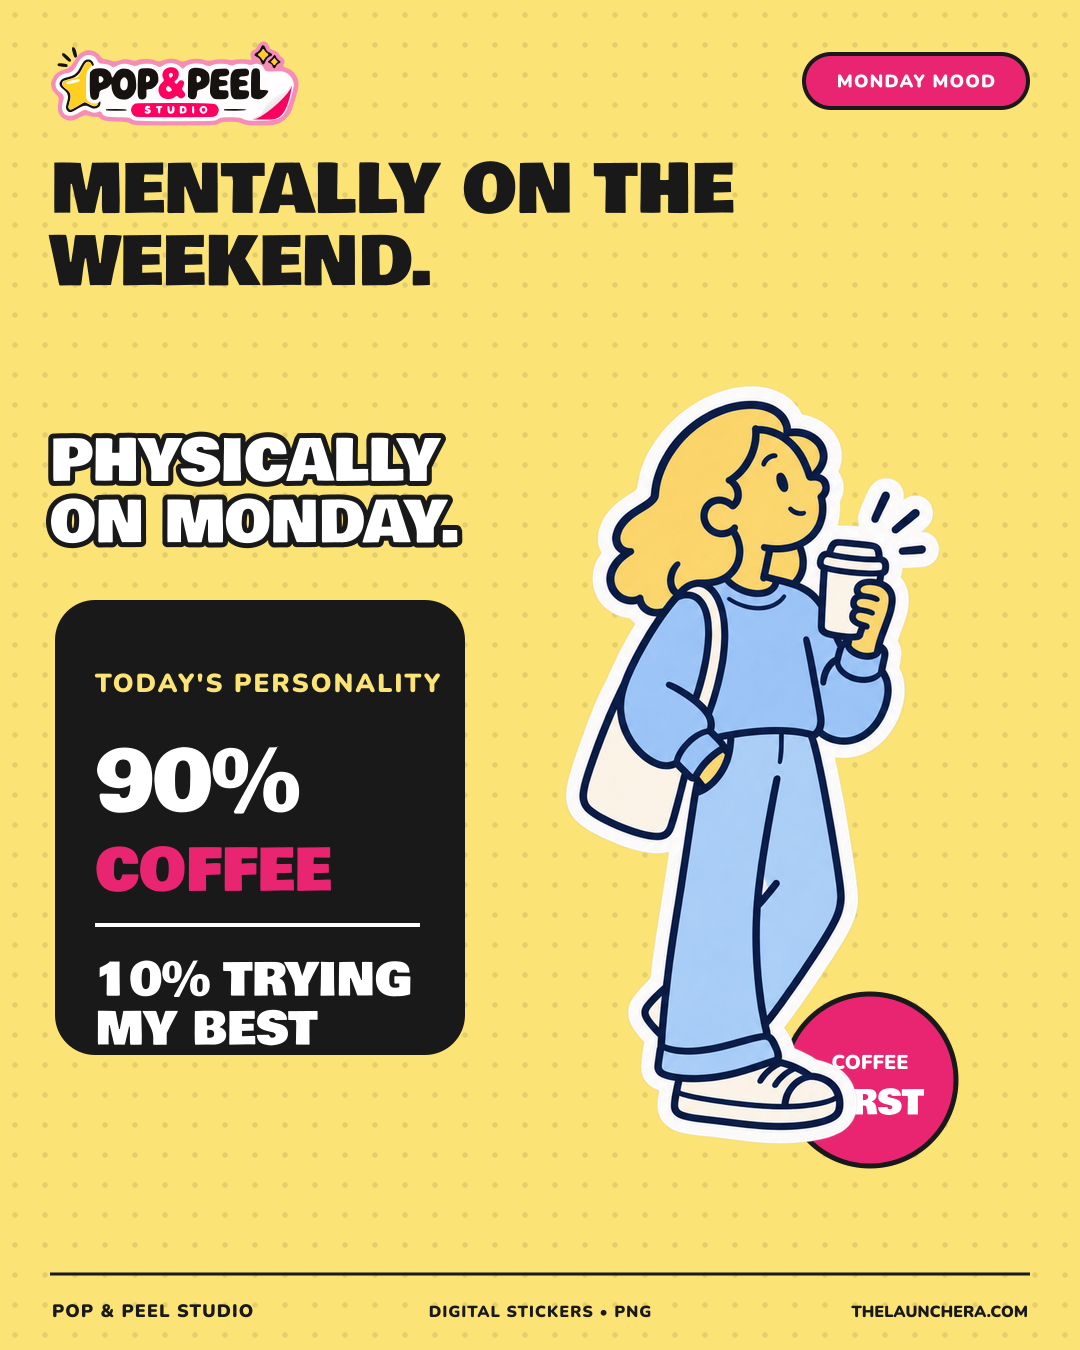 POP&PEEL
STUDIO
MONDAY MOOD
MENTALLY ON THE
WEEKEND.
PHYSICALLY
ON MONDAY.
TODAY'S PERSONALITY
90%
COFFEE
10% TRYING
MY BEST
COFFEE
RST
POP & PEEL STUDIO
DIGITAL STICKERS • PNG
THELAUNCHERA.COM